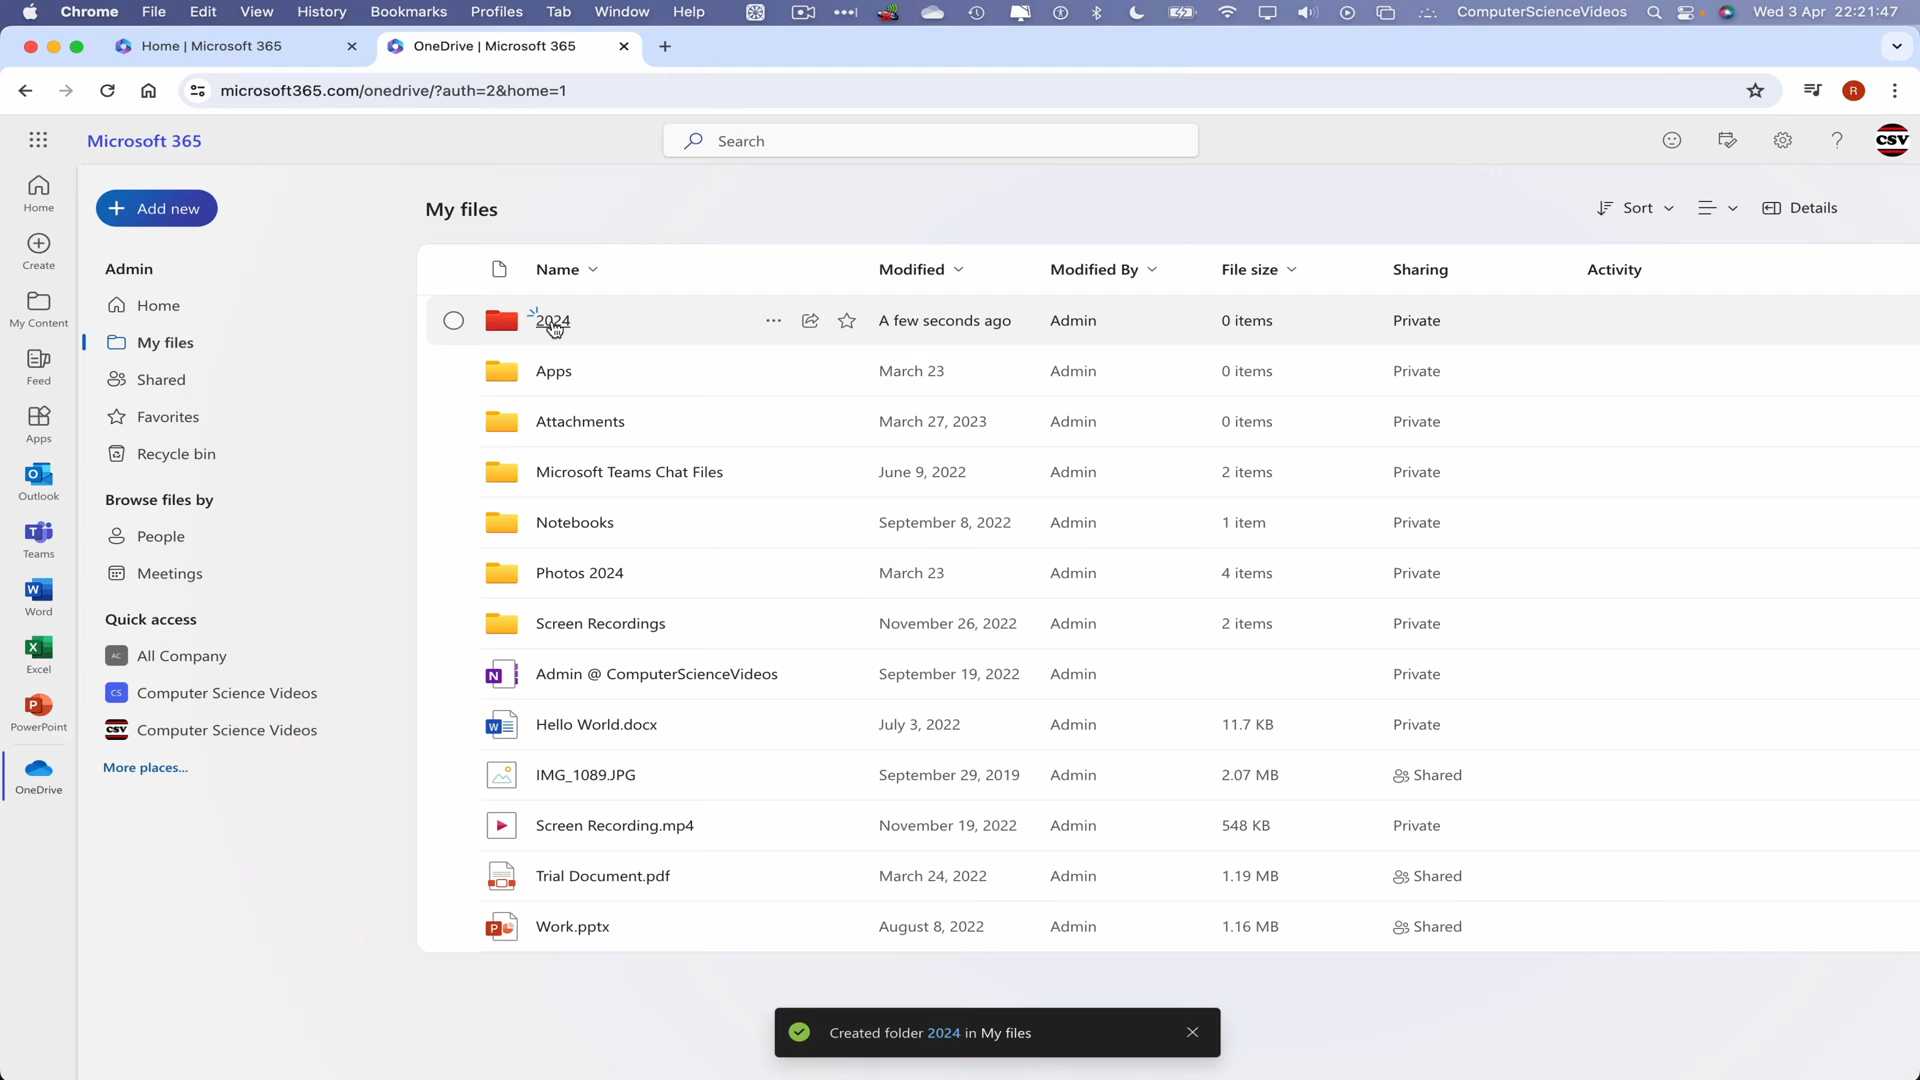 Chrome File Edit View History Bookmarks Profiles Tab Window Help ComputerScienceVideos Wed 3 Apr 22:21:47
Home | Microsoft 365 OneDrive | Microsoft 365
microsoft365.com/onedrive/?auth=2&home=1 R
Microsoft 365 Search CSV
Home
Create
My Content
Feed
Apps
Outlook
Teams
Word
Excel
PowerPoint
OneDrive
Add new
Admin
Home
My files
Shared
Favorites
Recycle bin
Browse files by
People
Meetings
Quick access
AC All Company
CS Computer Science Videos
CSV Computer Science Videos
More places...
My files Sort Details
Name Modified Modified By File size Sharing Activity
2024 A few seconds ago Admin 0 items Private
Apps March 23 Admin 0 items Private
Attachments March 27, 2023 Admin 0 items Private
Microsoft Teams Chat Files June 9, 2022 Admin 2 items Private
Notebooks September 8, 2022 Admin 1 item Private
Photos 2024 March 23 Admin 4 items Private
Screen Recordings November 26, 2022 Admin 2 items Private
Admin @ ComputerScienceVideos September 19, 2022 Admin Private
Hello World.docx July 3, 2022 Admin 11.7 KB Private
IMG_1089.JPG September 29, 2019 Admin 2.07 MB Shared
Screen Recording.mp4 November 19, 2022 Admin 548 KB Private
Trial Document.pdf March 24, 2022 Admin 1.19 MB Shared
Work.pptx August 8, 2022 Admin 1.16 MB Shared
Created folder 2024 in My files